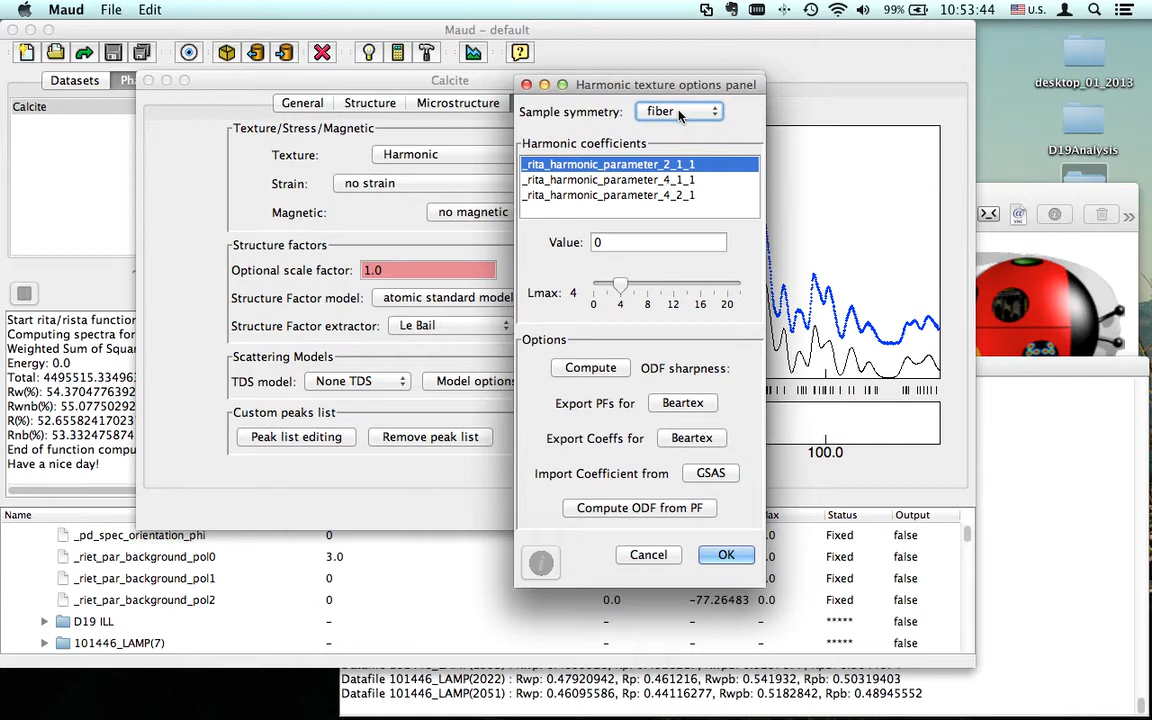 Maud File Edit 99% 10:53:44 U.S.
Maud - default
desktop_01_2013
D19Analysis
Datasets Ph
Calcite
Calcite
General Structure Microstructure
Texture/Stress/Magnetic
Texture: Harmonic
Strain: no strain
Magnetic: no magnetic
Structure factors
Optional scale factor: 1.0
Structure Factor model: atomic standard model
Structure Factor extractor: Le Bail
Scattering Models
TDS model: None TDS Model options
Custom peaks list
Peak list editing Remove peak list
Harmonic texture options panel
Sample symmetry: fiber
Harmonic coefficients
_rita_harmonic_parameter_2_1_1
_rita_harmonic_parameter_4_1_1
_rita_harmonic_parameter_4_2_1
Value: 0
Lmax: 4
0 4 8 12 16 20
Options
Compute ODF sharpness:
Export PFs for Beartex
Export Coeffs for Beartex
Import Coefficient from GSAS
Compute ODF from PF
Cancel OK
100.0
Start rita/rista function
Computing spectra for
Weighted Sum of Squar
Energy: 0.0
Total: 4495515.334963
Rw(%): 54.3704776392
Rwnb(%): 55.07750292
R(%): 52.65582417023
Rnb(%): 53.332475874
End of function compu
Have a nice day!
Name ax Status Output
_pd_spec_orientation_phi 0 .0 Fixed false
_riet_par_background_pol0 3.0 .0 Fixed false
_riet_par_background_pol1 0 .0 Fixed false
_riet_par_background_pol2 0 0.0 -77.26483 0.0 Fixed false
D19 ILL - - - ***** false
101446_LAMP(7) - - - ***** false
Datafile 101446_LAMP(2022) : Rwp: 0.47920942, Rp: 0.461216, Rwpb: 0.541932, Rpb: 0.50319403
Datafile 101446_LAMP(2051) : Rwp: 0.46095586, Rp: 0.44116277, Rwpb: 0.5182842, Rpb: 0.48945552